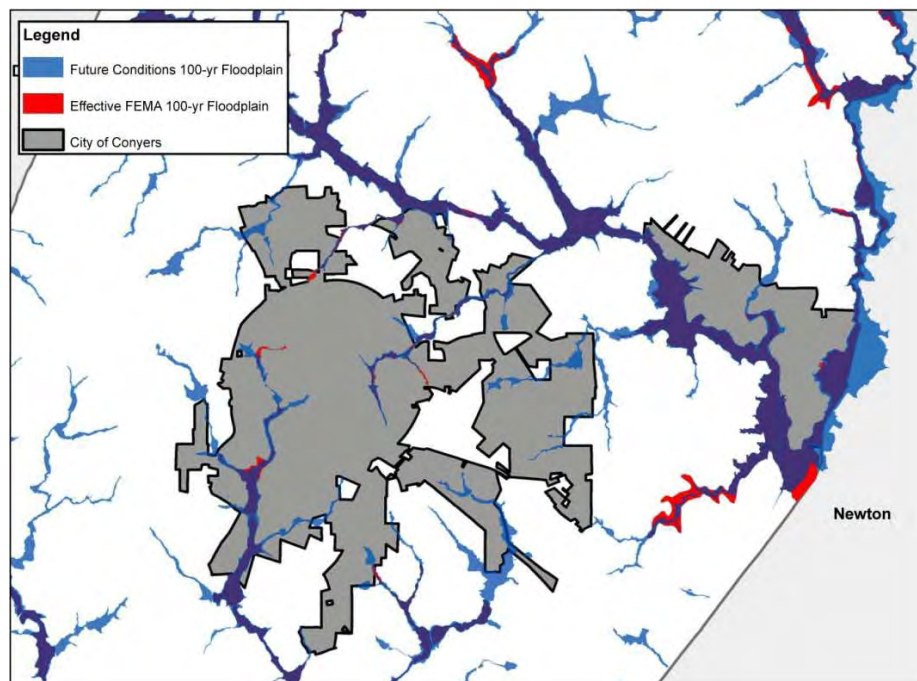 Legend
Future Conditions 100-yr Floodplain
Effective FEMA 100-yr Floodplain
City of Conyers
Newton